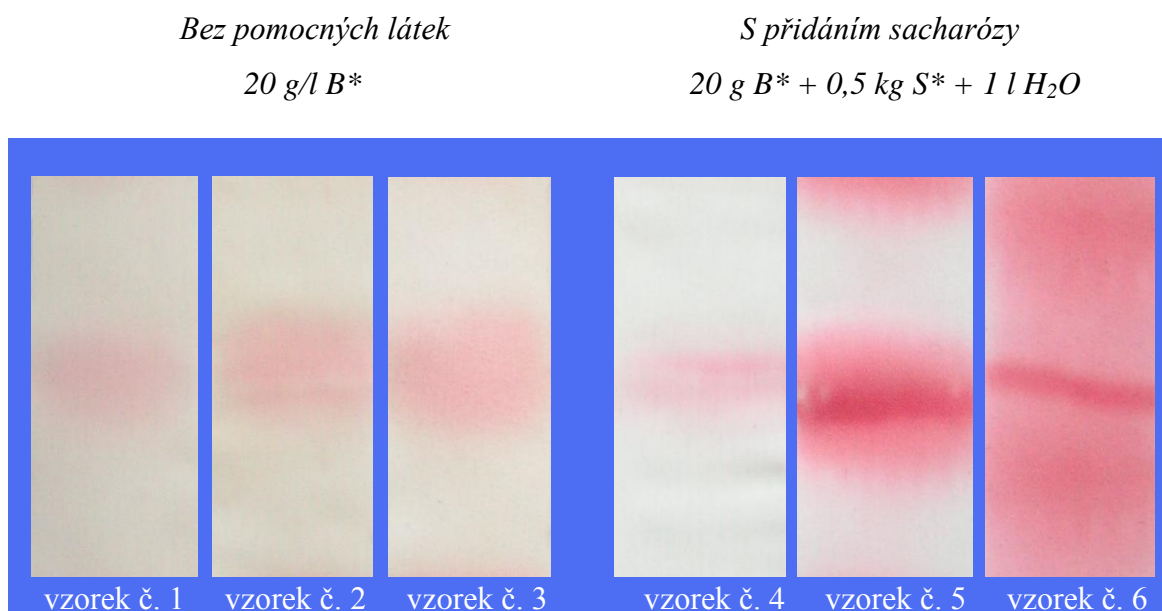 Bez pomocných látek
20 g/l B*
S přidáním sacharózy
20 g B* + 0,5 kg S* + 1 l H₂O
vzorek č. 1
vzorek č. 2
vzorek č. 3
vzorek č. 4
vzorek č. 5
vzorek č. 6